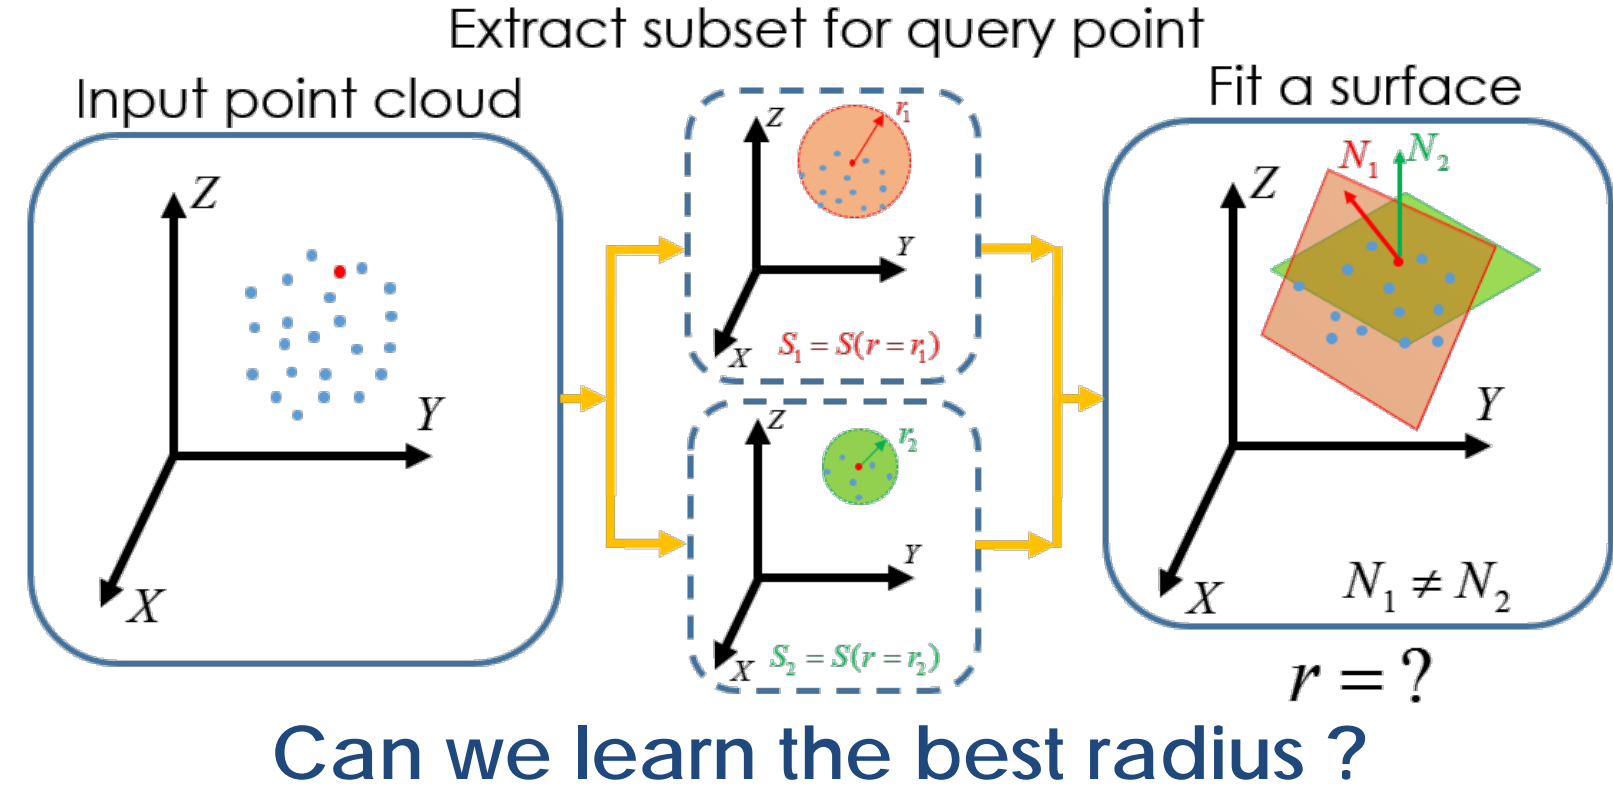 Extract subset for query point
Input point cloud
Fit a surface
Z
Y
X
Z
r₁
Y
X
S₁ = S(r = r₁)
Z
r₂
Y
X
S₂ = S(r = r₂)
N₁
N₂
Z
Y
X
N₁ ≠ N₂
r = ?
Can we learn the best radius ?